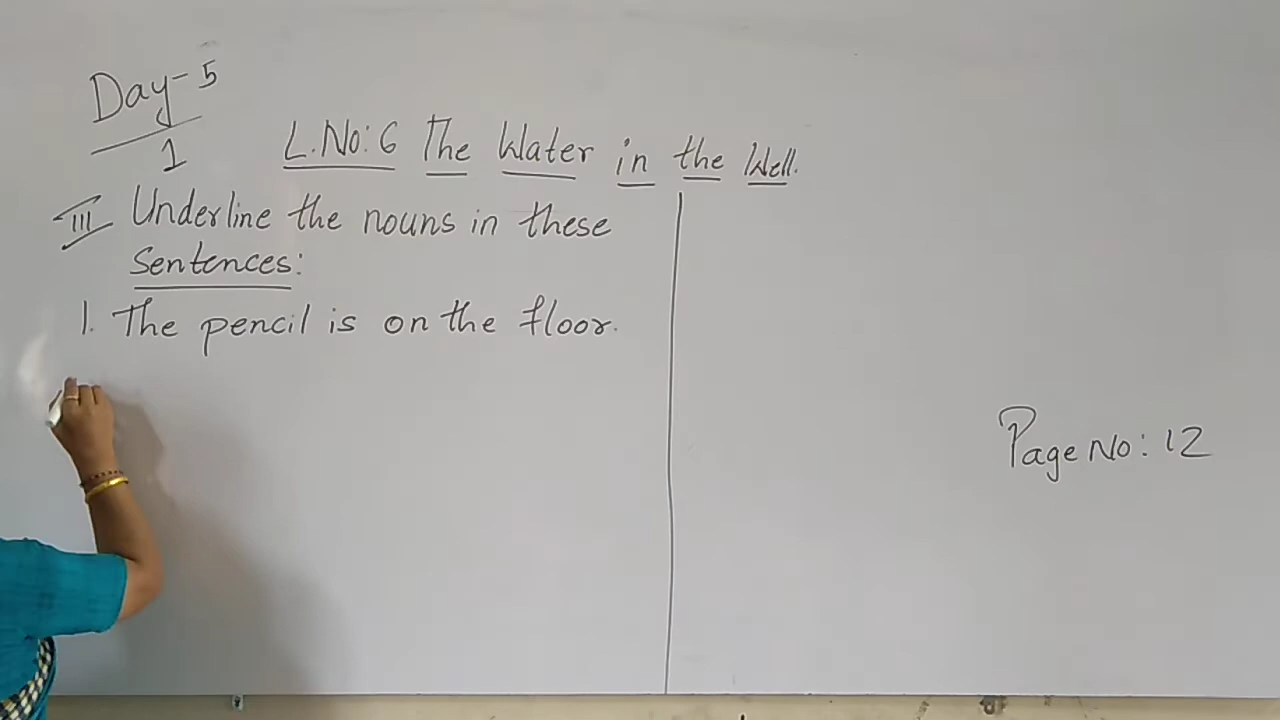 Day-5
1
L.No: 6 The Water in the Well.
III Underline the nouns in these
Sentences:
1. The pencil is on the floor.
Page No: 12